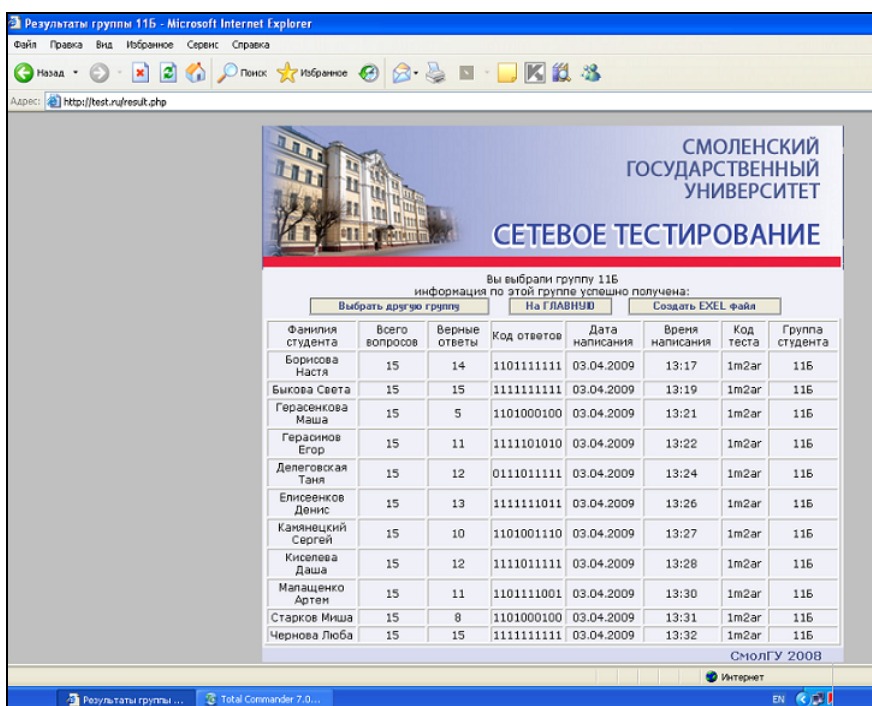 Результаты группы 11Б - Microsoft Internet Explorer
Файл Правка Вид Избранное Сервис Справка
Назад Поиск Избранное
Адрес: http://test.ru/result.php
СМОЛЕНСКИЙ
ГОСУДАРСТВЕННЫЙ
УНИВЕРСИТЕТ
СЕТЕВОЕ ТЕСТИРОВАНИЕ
Вы выбрали группу 11Б
информация по этой группе успешно получена:
Выбрать другую группу На ГЛАВНУЮ Создать EXEL файл
Фамилия студента Всего вопросов Верные ответы Код ответов Дата написания Время написания Код теста Группа студента
Борисова Настя 15 14 1101111111 03.04.2009 13:17 1m2ar 11Б
Быкова Света 15 15 1111111111 03.04.2009 13:19 1m2ar 11Б
Герасенкова Маша 15 5 1101000100 03.04.2009 13:21 1m2ar 11Б
Герасимов Егор 15 11 1111101010 03.04.2009 13:22 1m2ar 11Б
Делеговская Таня 15 12 0111011111 03.04.2009 13:24 1m2ar 11Б
Елисеенков Денис 15 13 1111111011 03.04.2009 13:26 1m2ar 11Б
Камянецкий Сергей 15 10 1101001110 03.04.2009 13:27 1m2ar 11Б
Киселева Даша 15 12 1111011111 03.04.2009 13:28 1m2ar 11Б
Малащенко Артем 15 11 1101111001 03.04.2009 13:30 1m2ar 11Б
Старков Миша 15 8 1101000100 03.04.2009 13:31 1m2ar 11Б
Чернова Люба 15 15 1111111111 03.04.2009 13:32 1m2ar 11Б
СмолГУ 2008
Интернет
Результаты группы ... Total Commander 7.0... EN